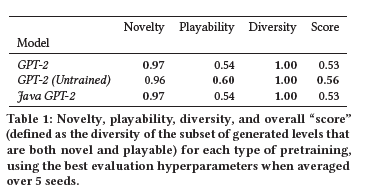 Novelty Playability Diversity Score
Model
GPT-2 0.97 0.54 1.00 0.53
GPT-2 (Untrained) 0.96 0.60 1.00 0.56
Java GPT-2 0.97 0.54 1.00 0.53
Table 1: Novelty, playability, diversity, and overall “score”
(defined as the diversity of the subset of generated levels that
are both novel and playable) for each type of pretraining,
using the best evaluation hyperparameters when averaged
over 5 seeds.